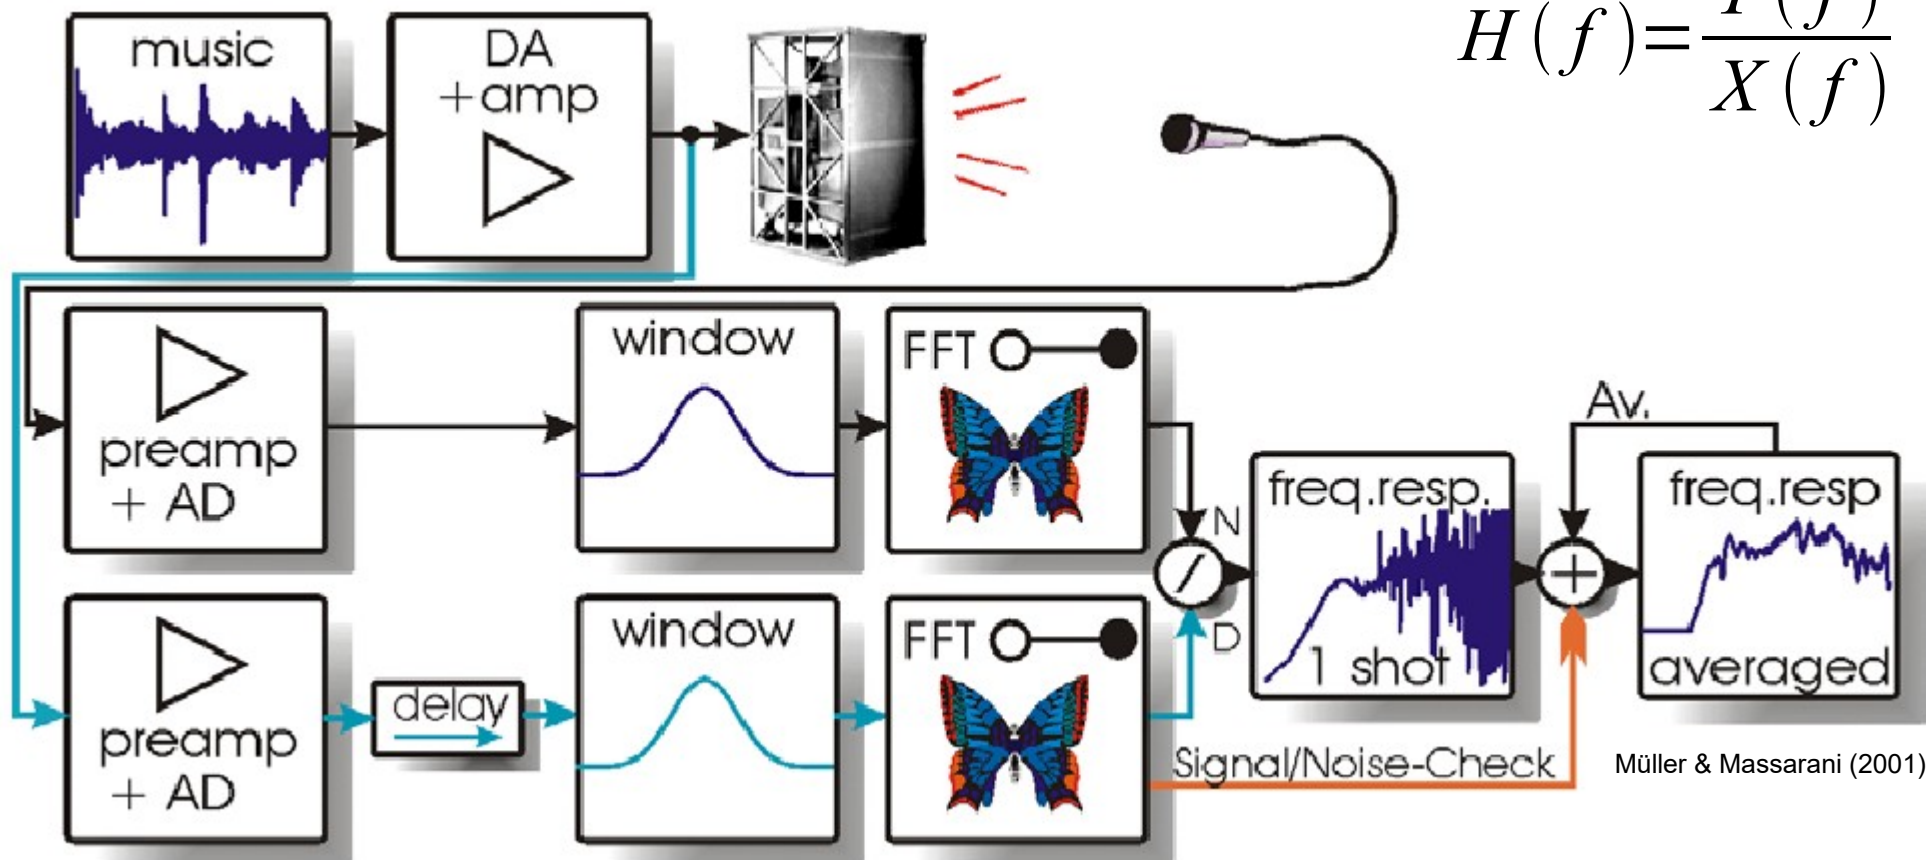 music
DA
+amp
H(f)=
X(f)
preamp
+ AD
window
FFT
Av.
N
D
freq.resp.
1 shot
freq.resp
averaged
preamp
+ AD
delay
window
FFT
Signal/Noise-Check
Müller & Massarani (2001)